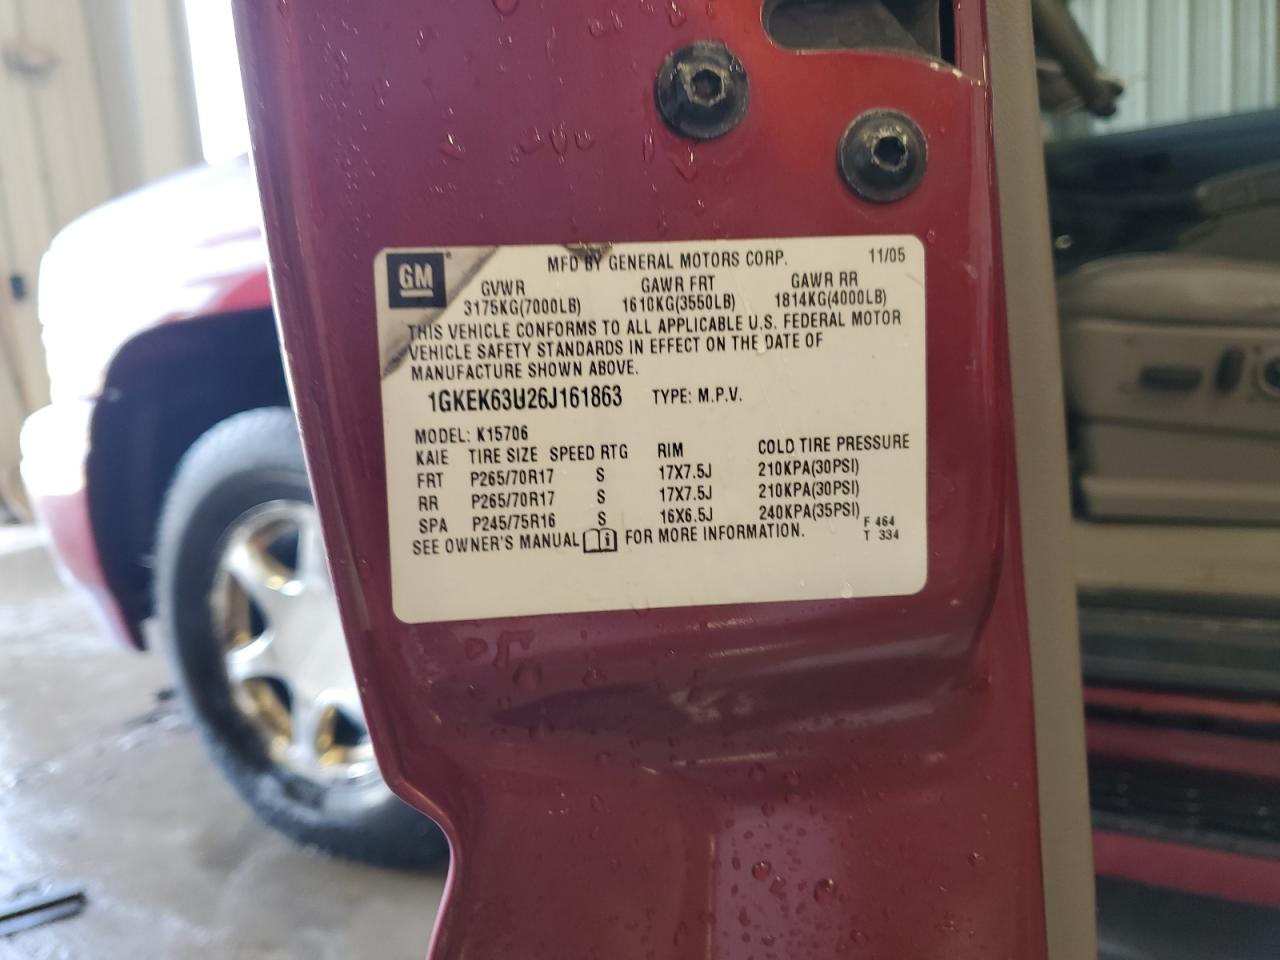 GM
MFD BY GENERAL MOTORS CORP. 11/05
GVWR GAWR FRT GAWR RR
3175KG(7000LB) 1610KG(3550LB) 1814KG(4000LB)
THIS VEHICLE CONFORMS TO ALL APPLICABLE U.S. FEDERAL MOTOR
VEHICLE SAFETY STANDARDS IN EFFECT ON THE DATE OF
MANUFACTURE SHOWN ABOVE.
1GKEK63U26J161863 TYPE: M.P.V.
MODEL: K15706
KAIE TIRE SIZE SPEED RTG RIM COLD TIRE PRESSURE
FRT P265/70R17 S 17X7.5J 210KPA(30PSI)
RR P265/70R17 S 17X7.5J 210KPA(30PSI)
SPA P245/75R16 S 16X6.5J 240KPA(35PSI)
SEE OWNER'S MANUAL i FOR MORE INFORMATION.
F 464
T 334